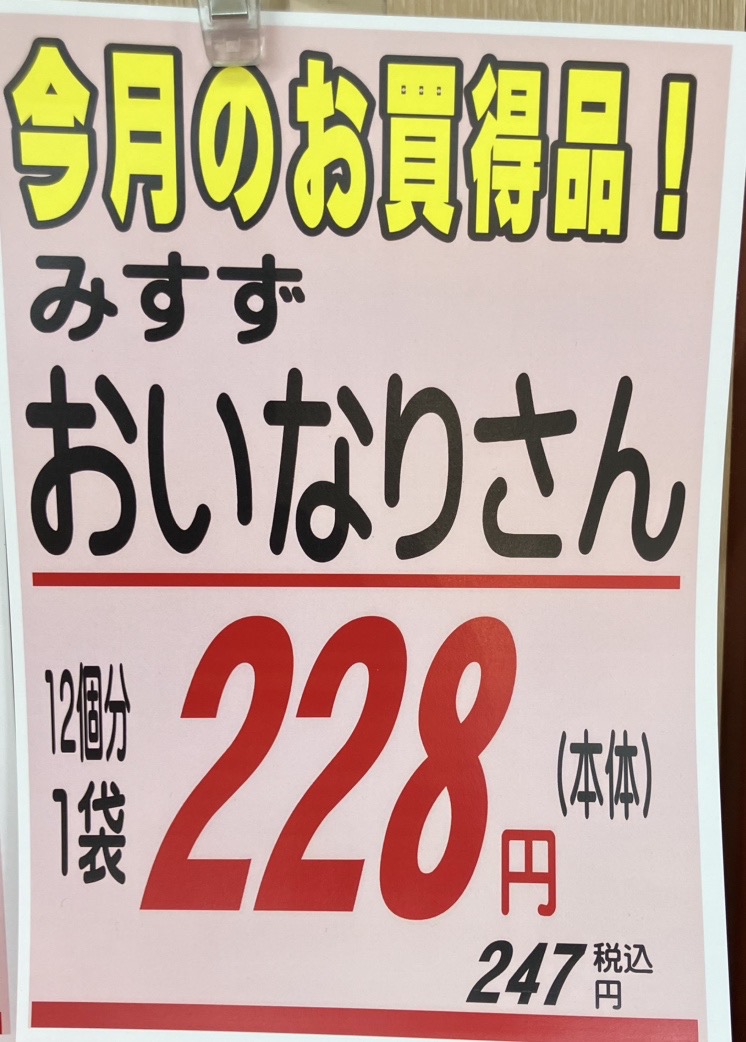 今月のお買得品！
みすず
おいなりさん
12個分
1袋
228円
(本体)
247円
税込